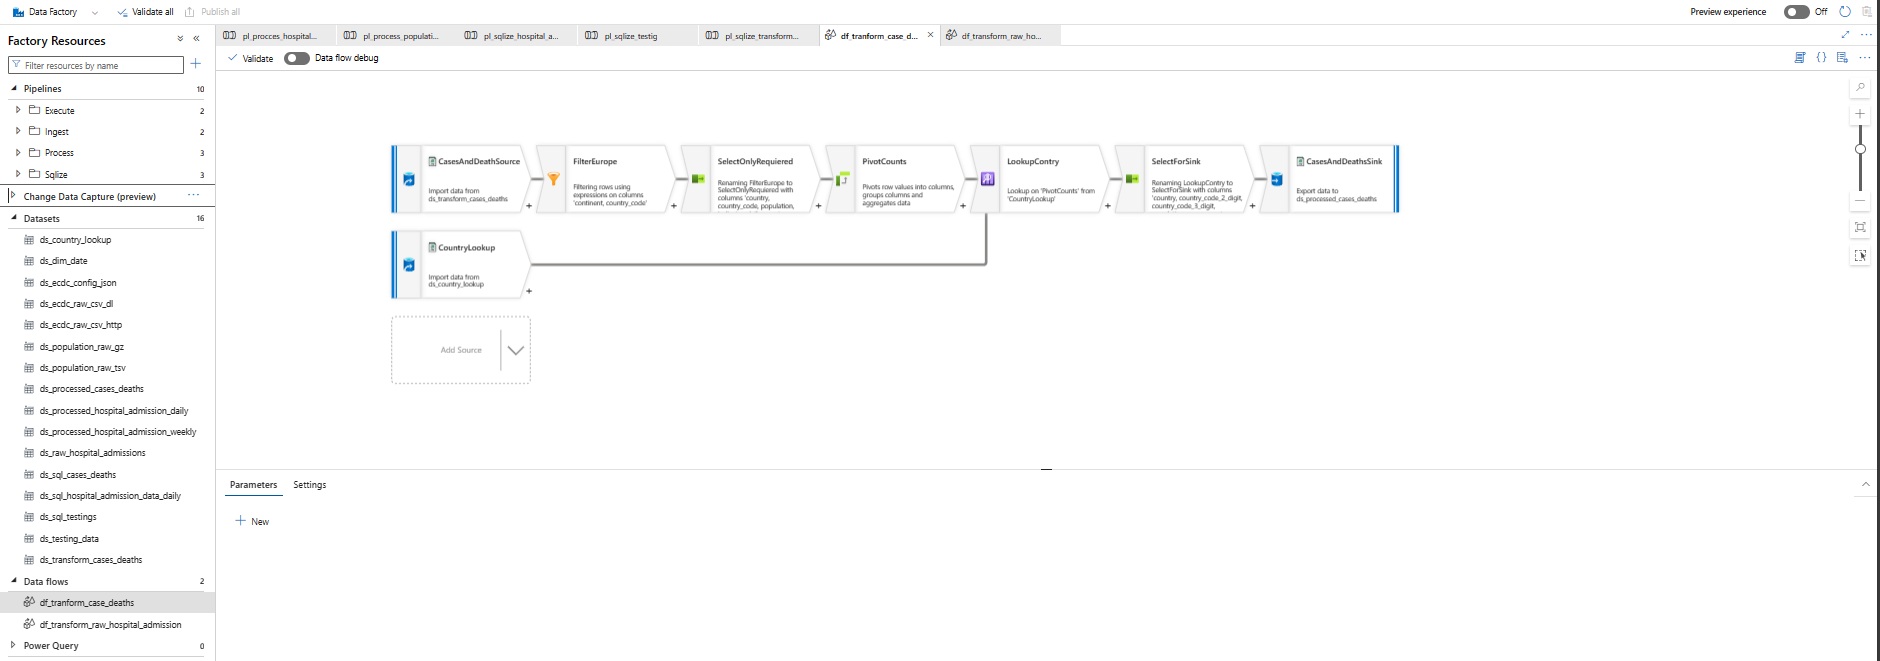 Data Factory
Validate all
Publish all
Preview experience
Off
Factory Resources
Filter resources by name
Pipelines 10
Execute 2
Ingest 2
Process 3
Sqlize 3
Change Data Capture (preview)
Datasets 16
ds_country_lookup
ds_dim_date
ds_ecdc_config_json
ds_ecdc_raw_csv_dl
ds_ecdc_raw_csv_http
ds_population_raw_gz
ds_population_raw_tsv
ds_processed_cases_deaths
ds_processed_hospital_admission_daily
ds_processed_hospital_admission_weekly
ds_raw_hospital_admissions
ds_sql_cases_deaths
ds_sql_hospital_admission_data_daily
ds_sql_testings
ds_testing_data
ds_transform_cases_deaths
Data flows 2
df_tranform_case_deaths
df_transform_raw_hospital_admission
Power Query 0
pl_procces_hospital...
pl_process_populati...
pl_sqlize_hospital_a...
pl_sqlize_testig
pl_sqlize_transform...
df_tranform_case_d...
df_transform_raw_ho...
Validate
Data flow debug
CasesAndDeathSource
Import data from
ds_transform_cases_deaths
FilterEurope
Filtering rows using
expressions on columns
'continent, country_code'
SelectOnlyRequiered
Renaming FilterEurope to
SelectOnlyRequiered with
columns 'country,
country_code, population,
PivotCounts
Pivots row values into columns,
groups columns and
aggregates data
LookupContry
Lookup on 'PivotCounts' from
'CountryLookup'
SelectForSink
Renaming LookupContry to
SelectForSink with columns
'country, country_code_2_digit,
country_code_3_digit,
CasesAndDeathsSink
Export data to
ds_processed_cases_deaths
CountryLookup
Import data from
ds_country_lookup
Add Source
Parameters
Settings
New